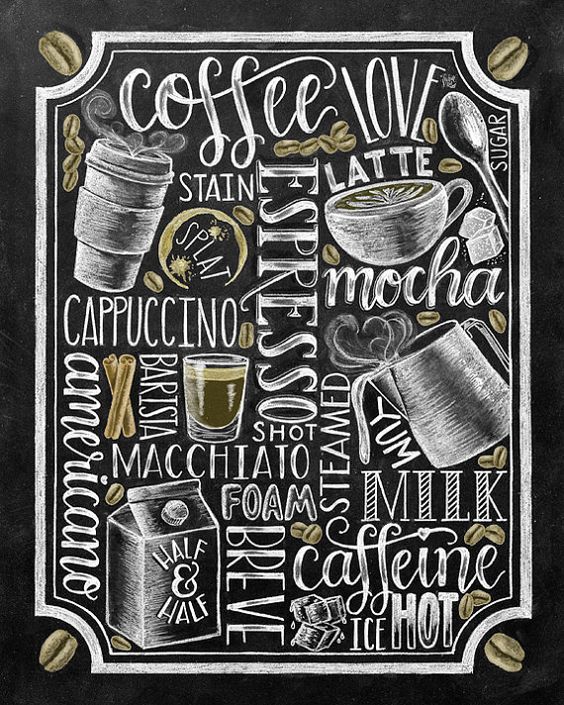 coffee
LOVE
STAIN
LATTE
SUGAR
SPLAT
ESPRESSO
mocha
CAPPUCCINO
americano
BARISTA
SHOT
STEAMED
YUM
MACCHIATO
FOAM
MILK
HALF
&
HALF
BREVE
caffeine
ICE
HOT